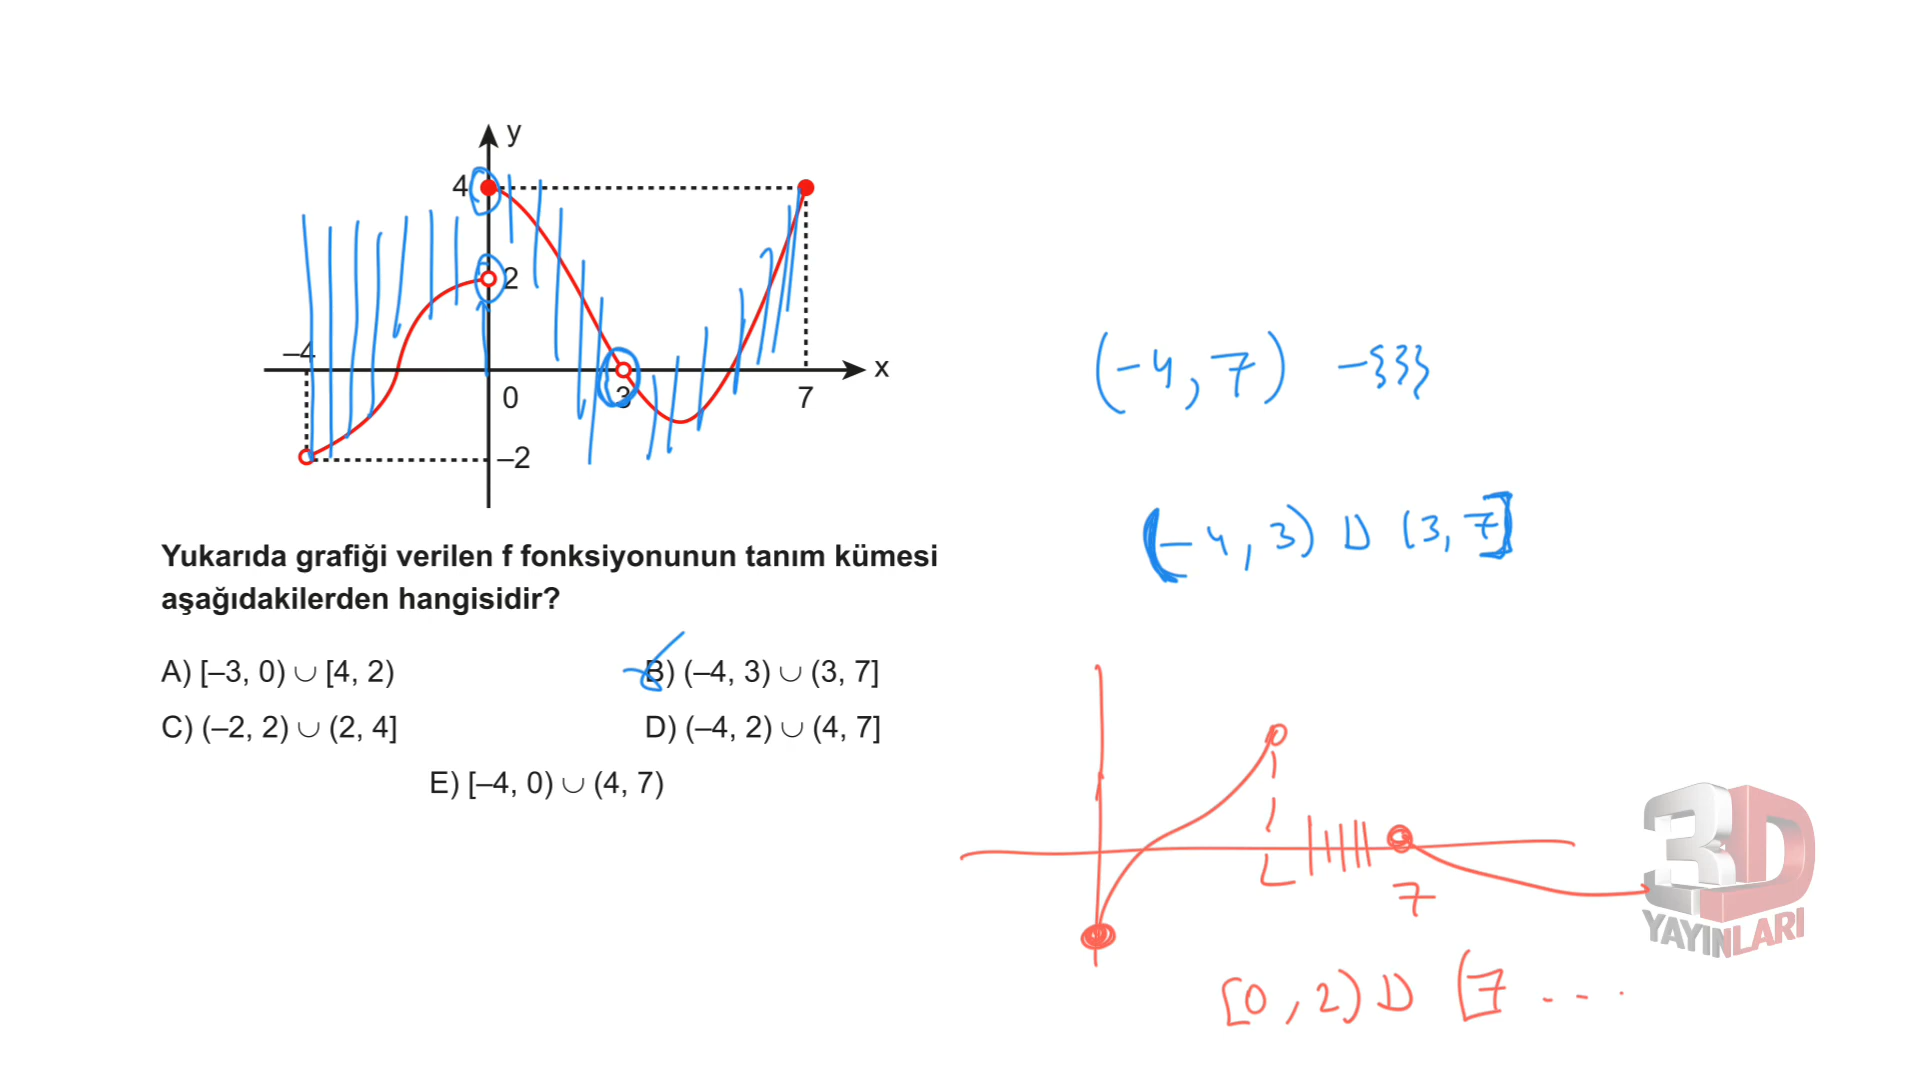 y
4
2
–4
x
0
3
7
–2
(-4, 7) -{3}
(-4, 3) ∪ (3, 7]
Yukarıda grafiği verilen f fonksiyonunun tanım kümesi
aşağıdakilerden hangisidir?
A) [–3, 0) ∪ [4, 2)
B) (–4, 3) ∪ (3, 7]
C) (–2, 2) ∪ (2, 4]
D) (–4, 2) ∪ (4, 7]
E) [–4, 0) ∪ (4, 7)
2
7
[0, 2) ∪ [7 ....
3D
YAYINLARI